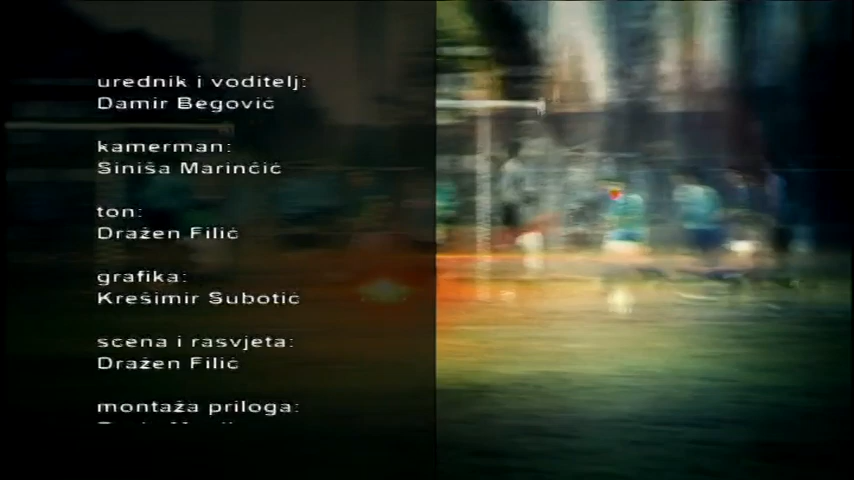 urednik i voditelj:
Damir Begović
kamerman:
Siniša Marinčić
ton:
Dražen Filić
grafika:
Krešimir Subotić
scena i rasvjeta:
Dražen Filić
montaža priloga: